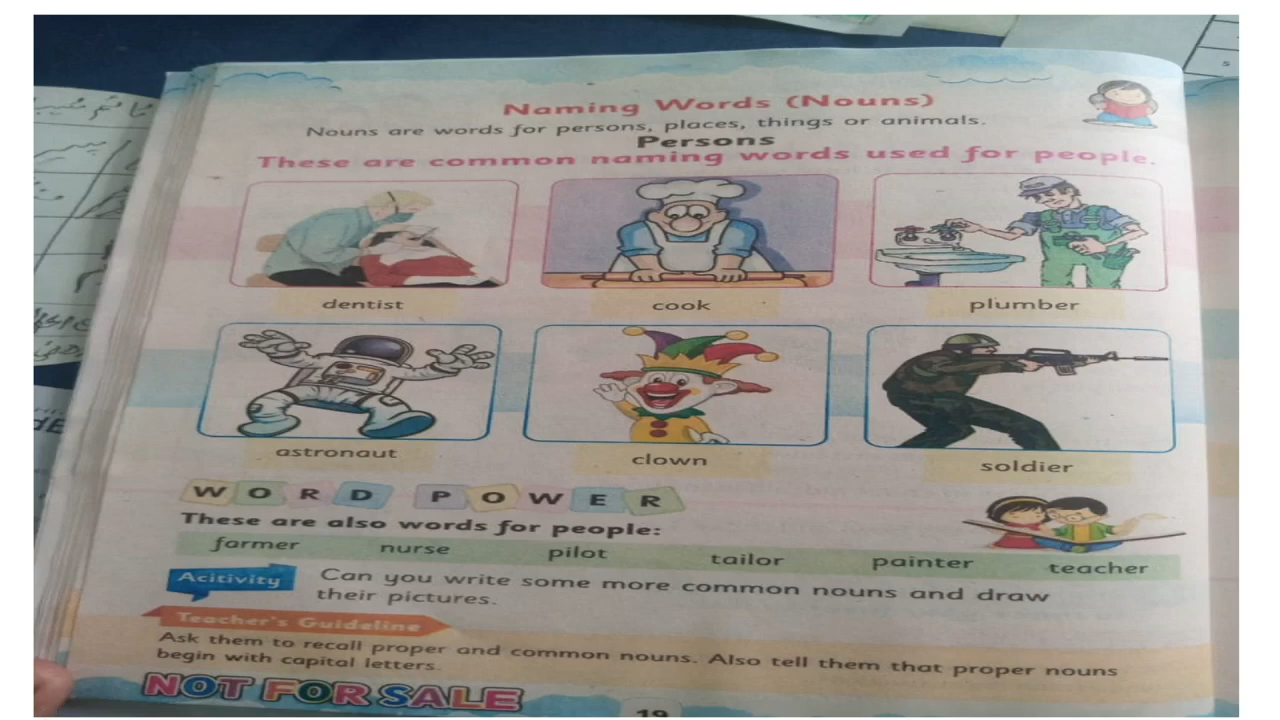 Naming Words (Nouns)
Nouns are words for persons, places, things or animals.
Persons
These are common naming words used for people.
dentist cook plumber
astronaut clown soldier
WORD POWER
These are also words for people:
farmer nurse pilot tailor painter teacher
Acitivity Can you write some more common nouns and draw
their pictures.
Teacher's Guideline
Ask them to recall proper and common nouns. Also tell them that proper nouns
begin with capital letters.
NOT FOR SALE
19